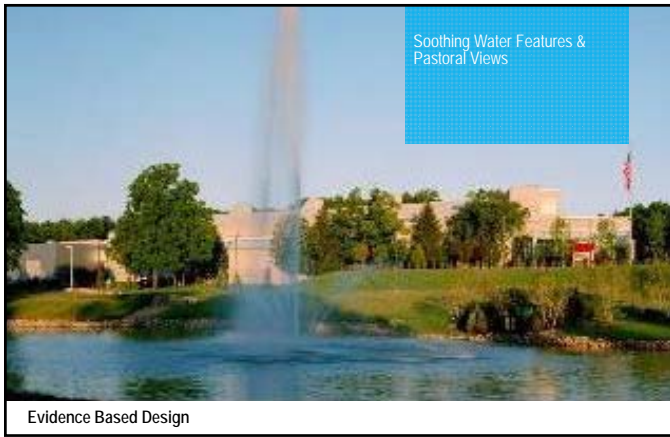 Soothing Water Features &
Pastoral Views
Evidence Based Design